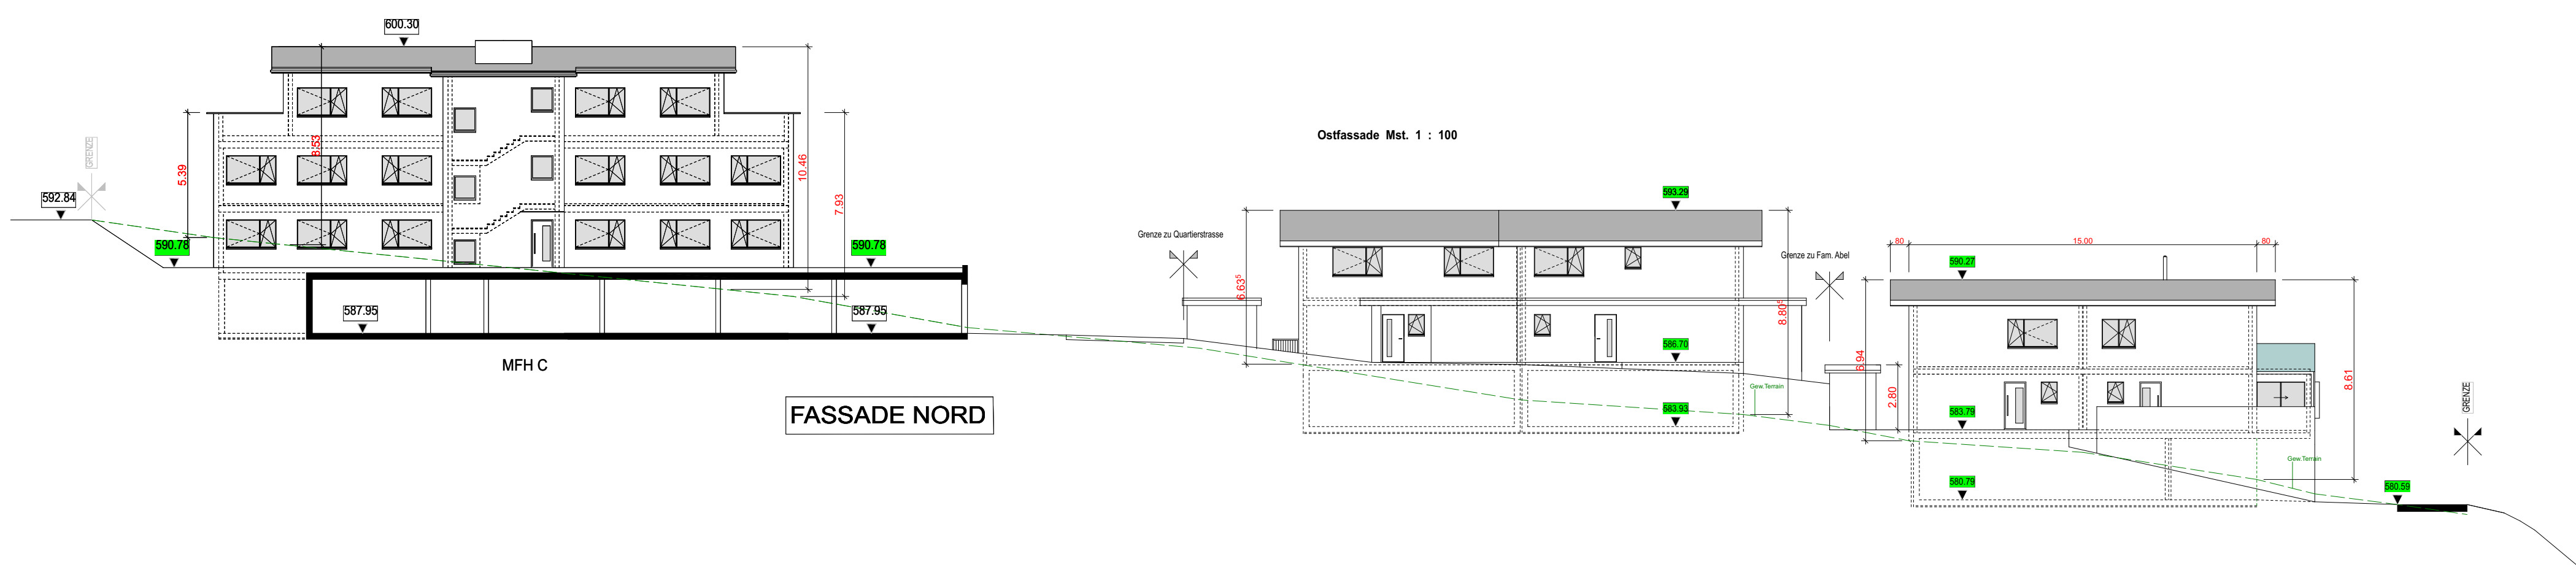 600.30
GRENZE
592.84
5.39
8.53
10.46
7.93
590.78
590.78
587.95
587.95
MFH C
FASSADE NORD
Ostfassade Mst. 1 : 100
Grenze zu Quartierstrasse
593.29
6.63⁵
8.80⁵
586.70
583.93
Gew.Terrain
Grenze zu Fam. Abel
80
15.00
80
590.27
6.94
2.80
8.61
583.79
580.79
Gew.Terrain
580.59
GRENZE